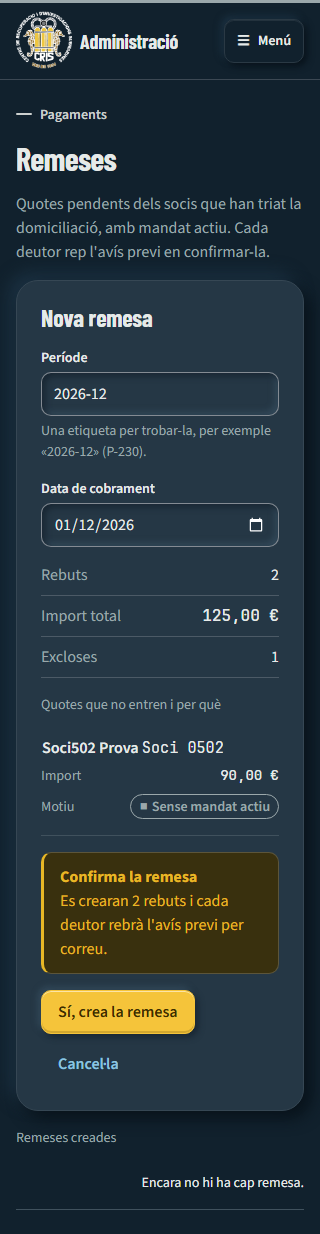 CRIS
Administració
☰ Menú
— Pagaments
Remeses
Quotes pendents dels socis que han triat la
domiciliació, amb mandat actiu. Cada
deutor rep l'avís previ en confirmar-la.
Nova remesa
Període
2026-12
Una etiqueta per trobar-la, per exemple
«2026-12» (P-230).
Data de cobrament
01/12/2026
Rebuts 2
Import total 125,00 €
Excloses 1
Quotes que no entren i per què
Soci502 Prova Soci 0502
Import 90,00 €
Motiu ■ Sense mandat actiu
Confirma la remesa
Es crearan 2 rebuts i cada
deutor rebrà l'avís previ per
correu.
Sí, crea la remesa
Cancel·la
Remeses creades
Encara no hi ha cap remesa.